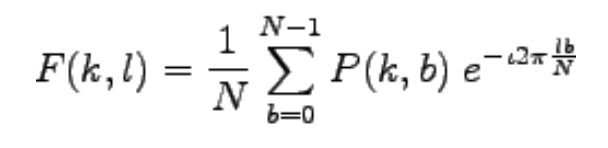 F(k, l) = \frac{1}{N} \sum_{b=0}^{N-1} P(k, b) e^{-\iota 2\pi \frac{lb}{N}}